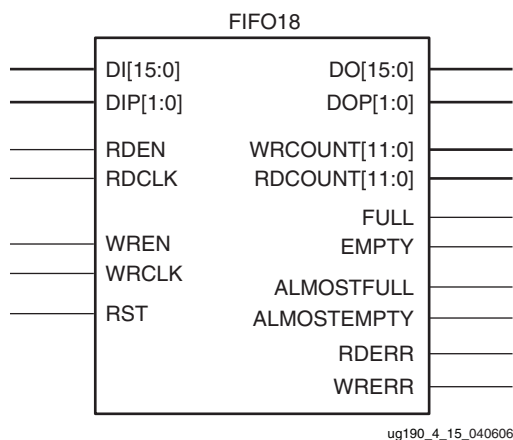 FIFO18
DI[15:0] DO[15:0]
DIP[1:0] DOP[1:0]
RDEN WRCOUNT[11:0]
RDCLK RDCOUNT[11:0]
FULL
WREN EMPTY
WRCLK
ALMOSTFULL
RST ALMOSTEMPTY
RDERR
WRERR
ug190_4_15_040606